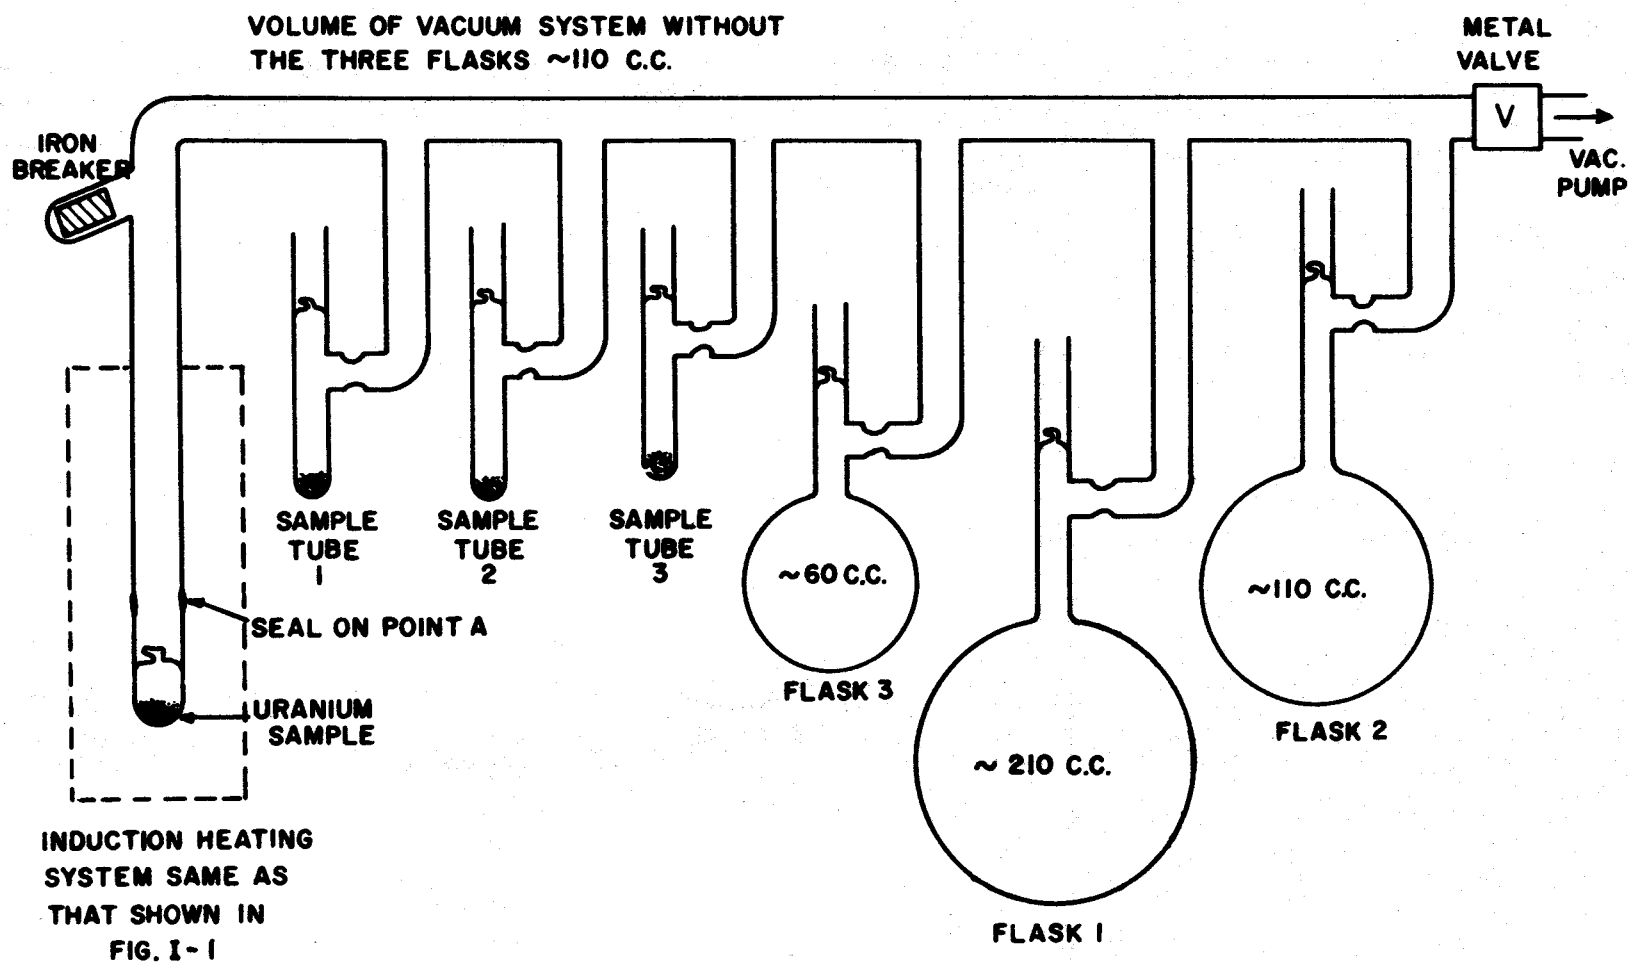 VOLUME OF VACUUM SYSTEM WITHOUT
THE THREE FLASKS ~110 C.C.
METAL
VALVE
V
VAC.
PUMP
IRON
BREAKER
SAMPLE
TUBE
1
SAMPLE
TUBE
2
SAMPLE
TUBE
3
~60 C.C.
FLASK 3
~ 210 C.C.
FLASK 1
~110 C.C.
FLASK 2
SEAL ON POINT A
URANIUM
SAMPLE
INDUCTION HEATING
SYSTEM SAME AS
THAT SHOWN IN
FIG. I-1